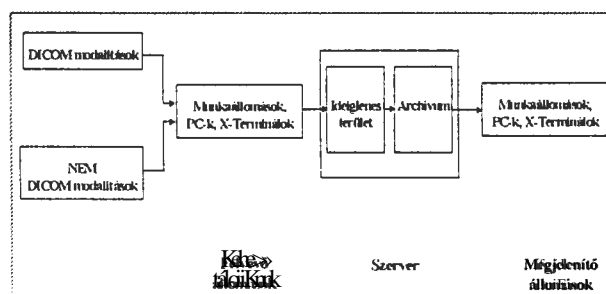 DICOM modalitások
NEM
DICOM modalitások
Munkaállomások,
PC-k, X-Terminálok
Ideiglenes
terület
Archívum
Munkaállomások,
PC-k, X-Terminálok
Szerver
Megjelenítő
állomások